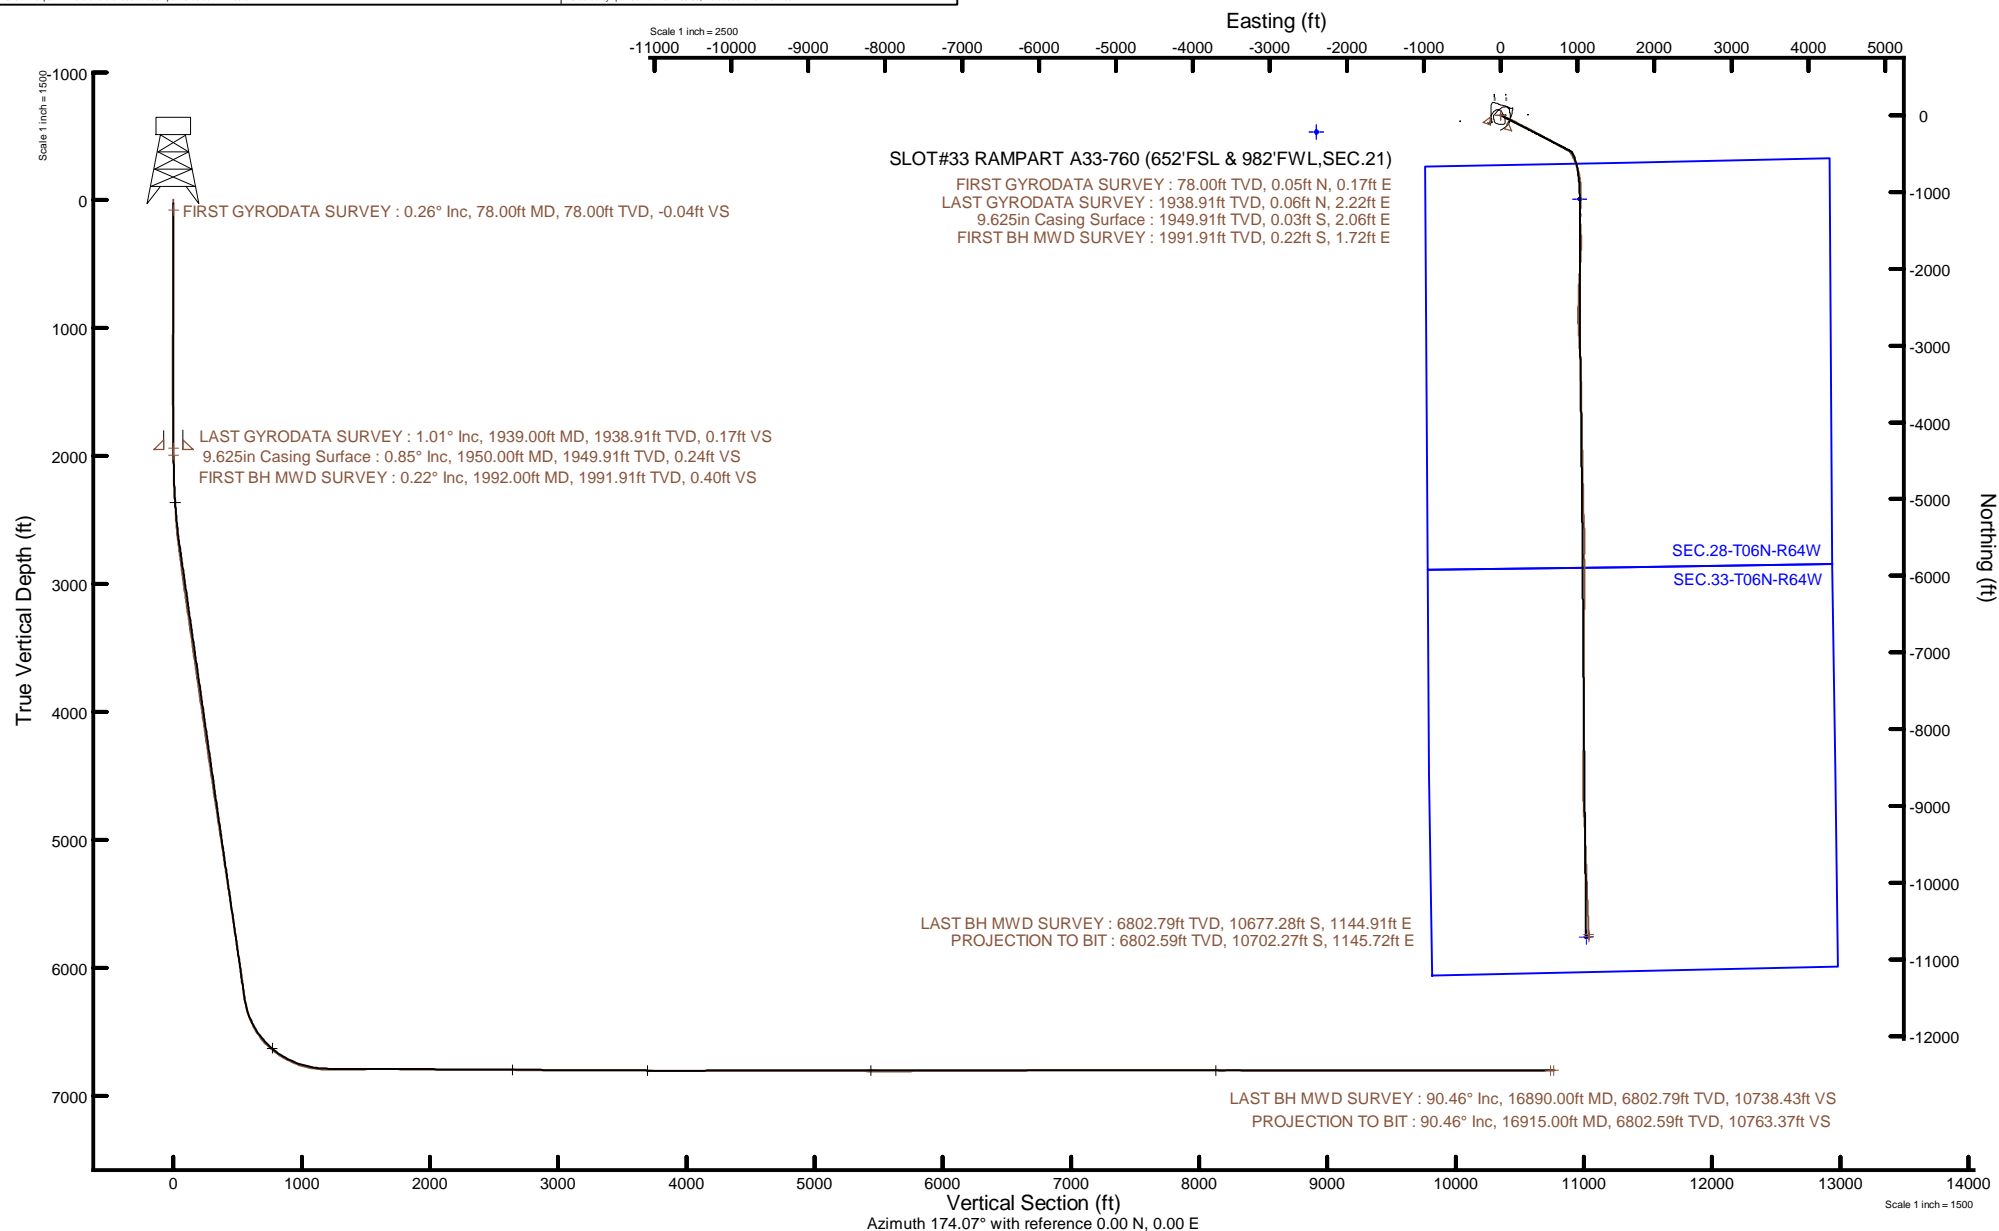 Easting (ft)
Scale 1 inch = 2500
-11000 -10000 -9000 -8000 -7000 -6000 -5000 -4000 -3000 -2000 -1000 0 1000 2000 3000 4000 5000
Scale 1 inch = 1500
-1000
0
1000
2000
3000
4000
5000
6000
7000
True Vertical Depth (ft)
FIRST GYRODATA SURVEY : 0.26° Inc, 78.00ft MD, 78.00ft TVD, -0.04ft VS
LAST GYRODATA SURVEY : 1.01° Inc, 1939.00ft MD, 1938.91ft TVD, 0.17ft VS
9.625in Casing Surface : 0.85° Inc, 1950.00ft MD, 1949.91ft TVD, 0.24ft VS
FIRST BH MWD SURVEY : 0.22° Inc, 1992.00ft MD, 1991.91ft TVD, 0.40ft VS
SLOT#33 RAMPART A33-760 (652'FSL & 982'FWL,SEC.21)
FIRST GYRODATA SURVEY : 78.00ft TVD, 0.05ft N, 0.17ft E
LAST GYRODATA SURVEY : 1938.91ft TVD, 0.06ft N, 2.22ft E
9.625in Casing Surface : 1949.91ft TVD, 0.03ft S, 2.06ft E
FIRST BH MWD SURVEY : 1991.91ft TVD, 0.22ft S, 1.72ft E
SEC.28-T06N-R64W
SEC.33-T06N-R64W
LAST BH MWD SURVEY : 6802.79ft TVD, 10677.28ft S, 1144.91ft E
PROJECTION TO BIT : 6802.59ft TVD, 10702.27ft S, 1145.72ft E
0
-1000
-2000
-3000
-4000
-5000
-6000
-7000
-8000
-9000
-10000
-11000
-12000
Northing (ft)
LAST BH MWD SURVEY : 90.46° Inc, 16890.00ft MD, 6802.79ft TVD, 10738.43ft VS
PROJECTION TO BIT : 90.46° Inc, 16915.00ft MD, 6802.59ft TVD, 10763.37ft VS
0 1000 2000 3000 4000 5000 6000 7000 8000 9000 10000 11000 12000 13000 14000
Vertical Section (ft)
Scale 1 inch = 1500
Azimuth 174.07° with reference 0.00 N, 0.00 E